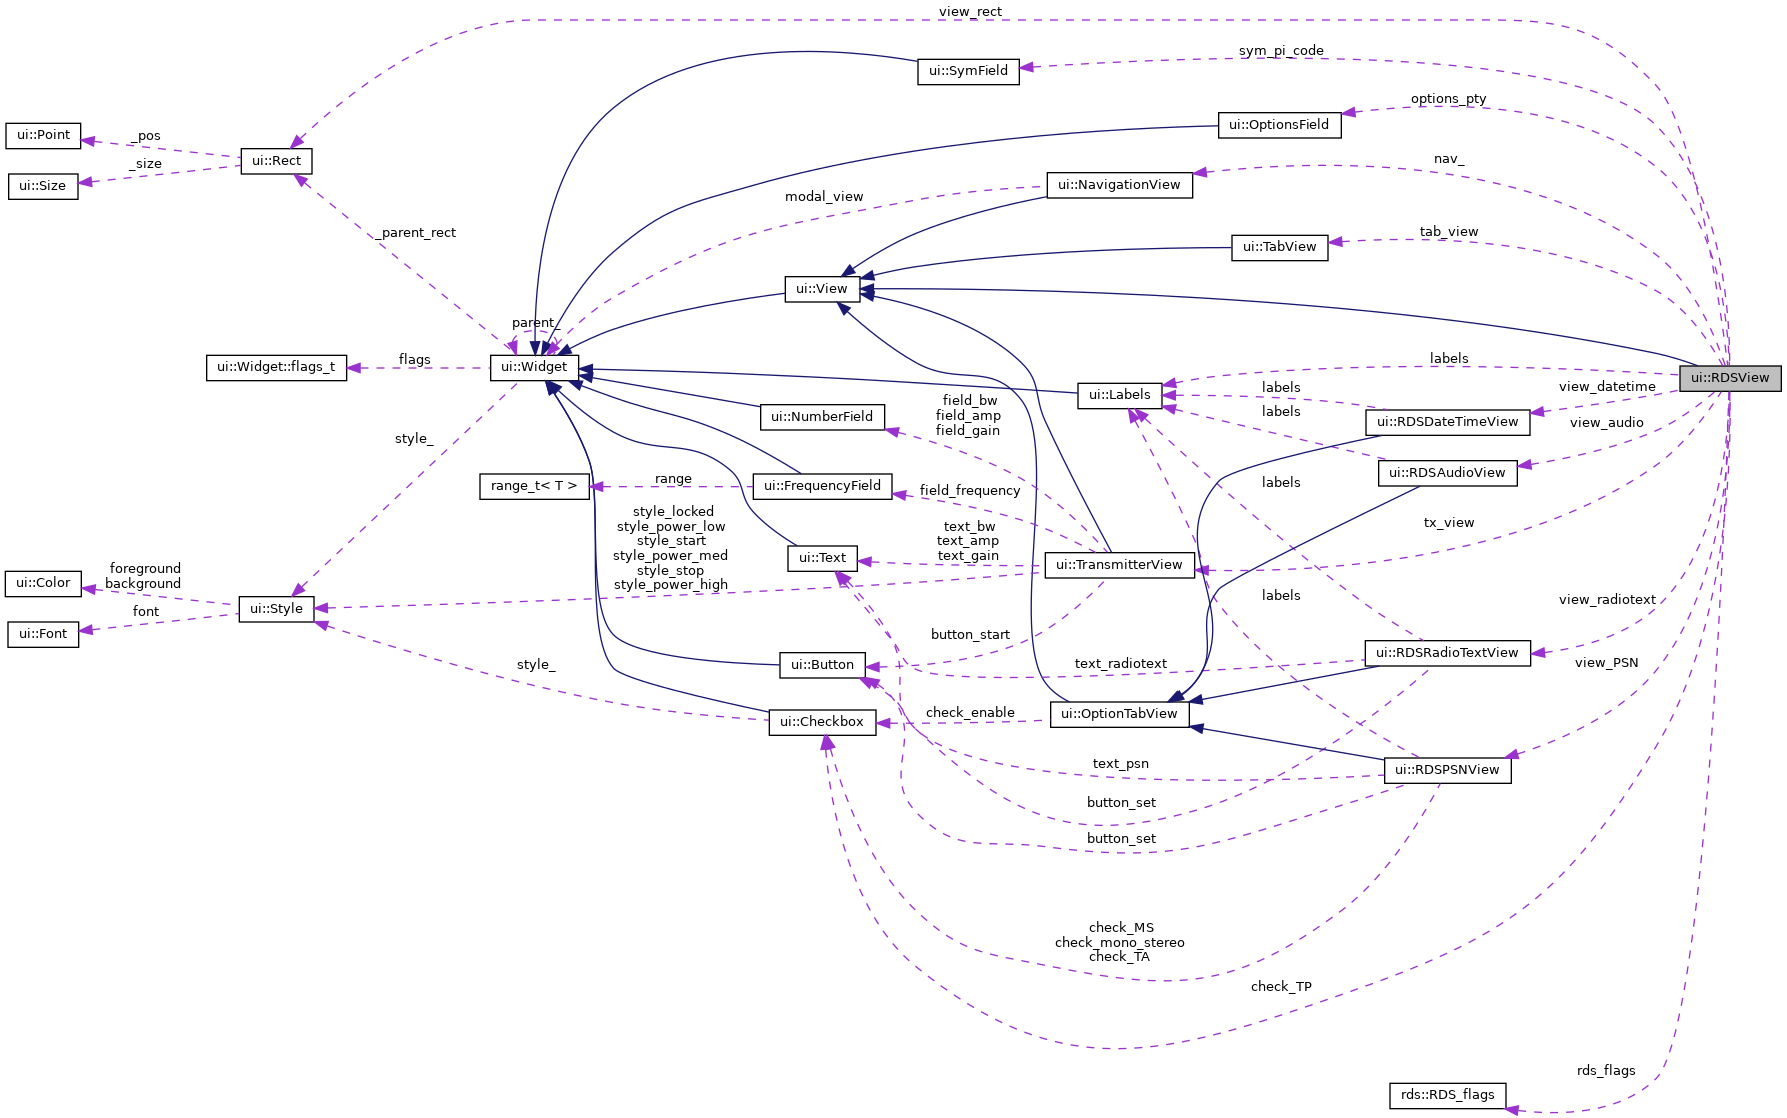 view_rect
sym_pi_code
ui::SymField
options_pty
ui::OptionsField
ui::Point
_pos
ui::Rect
nav_
_size
ui::Size
ui::NavigationView
modal_view
_parent_rect
tab_view
ui::TabView
ui::View
parent_
flags
ui::Widget::flags_t
ui::Widget
labels
ui::RDSView
labels
view_datetime
ui::Labels
field_bw
field_amp
field_gain
ui::NumberField
labels
ui::RDSDateTimeView
view_audio
style_
ui::RDSAudioView
range_t< T >
range
ui::FrequencyField
field_frequency
labels
style_locked
style_power_low
style_start
style_power_med
style_stop
style_power_high
text_bw
text_amp
text_gain
tx_view
ui::Text
ui::TransmitterView
foreground
background
ui::Color
font
ui::Style
labels
view_radiotext
ui::Font
button_start
style_
ui::Button
text_radiotext
ui::RDSRadioTextView
view_PSN
check_enable
ui::Checkbox
ui::OptionTabView
text_psn
ui::RDSPSNView
button_set
button_set
check_MS
check_mono_stereo
check_TA
check_TP
rds_flags
rds::RDS_flags